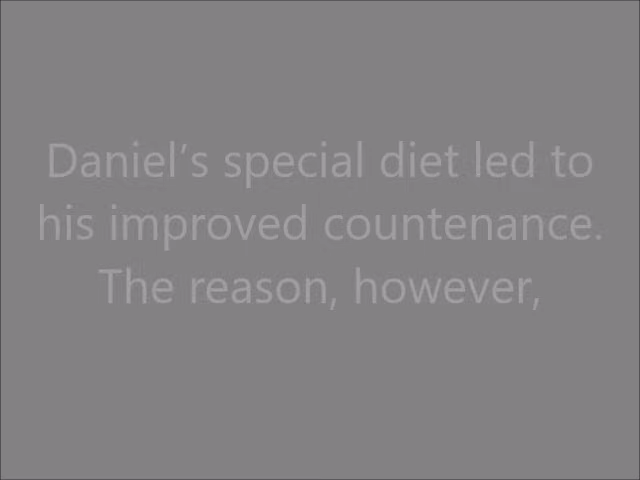 Daniel’s special diet led to
his improved countenance.
The reason, however,